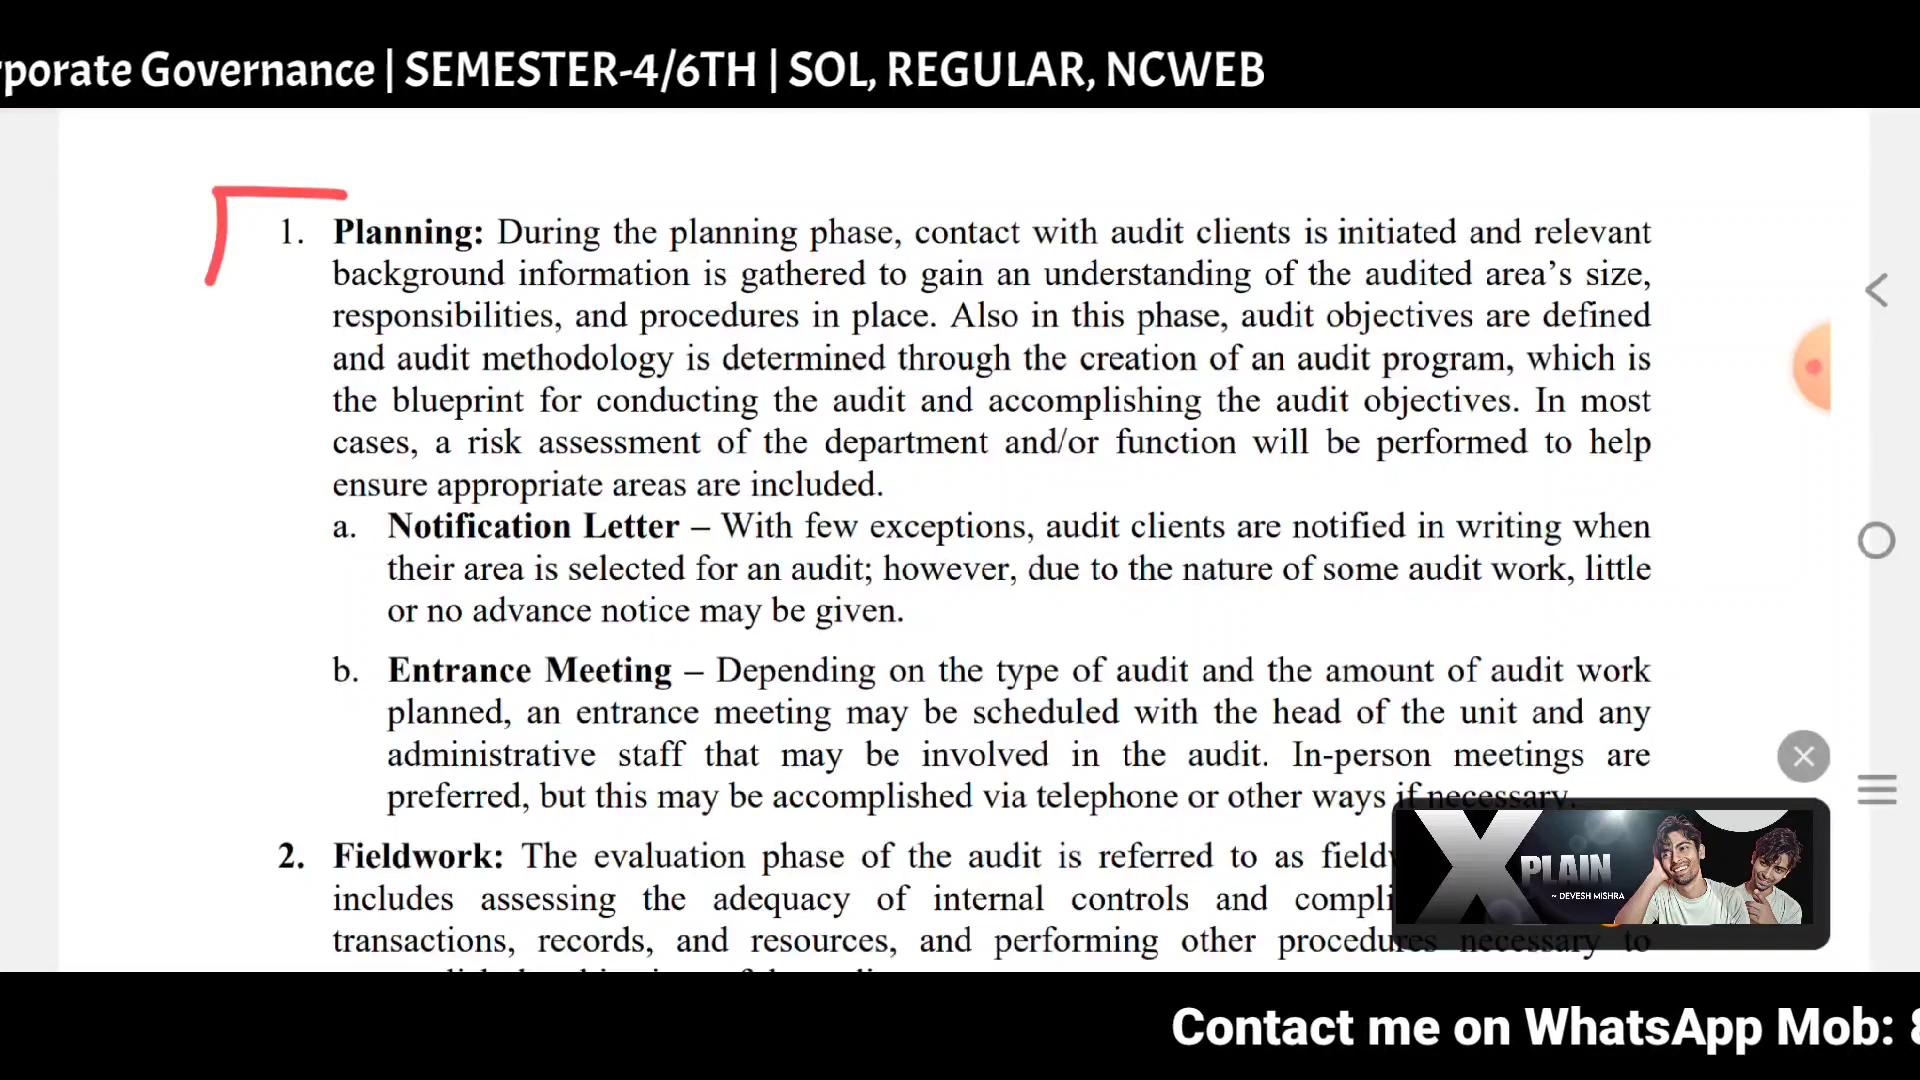 porate Governance | SEMESTER-4/6TH | SOL, REGULAR, NCWEB
1. Planning: During the planning phase, contact with audit clients is initiated and relevant
background information is gathered to gain an understanding of the audited area’s size,
responsibilities, and procedures in place. Also in this phase, audit objectives are defined
and audit methodology is determined through the creation of an audit program, which is
the blueprint for conducting the audit and accomplishing the audit objectives. In most
cases, a risk assessment of the department and/or function will be performed to help
ensure appropriate areas are included.
a. Notification Letter – With few exceptions, audit clients are notified in writing when
their area is selected for an audit; however, due to the nature of some audit work, little
or no advance notice may be given.
b. Entrance Meeting – Depending on the type of audit and the amount of audit work
planned, an entrance meeting may be scheduled with the head of the unit and any
administrative staff that may be involved in the audit. In-person meetings are
preferred, but this may be accomplished via telephone or other ways if necessary.
2. Fieldwork: The evaluation phase of the audit is referred to as
includes assessing the adequacy of internal controls and
transactions, records, and resources, and performing other procedures necessary to
XPLAIN
~ DEVESH MISHRA
Contact me on WhatsApp Mob: